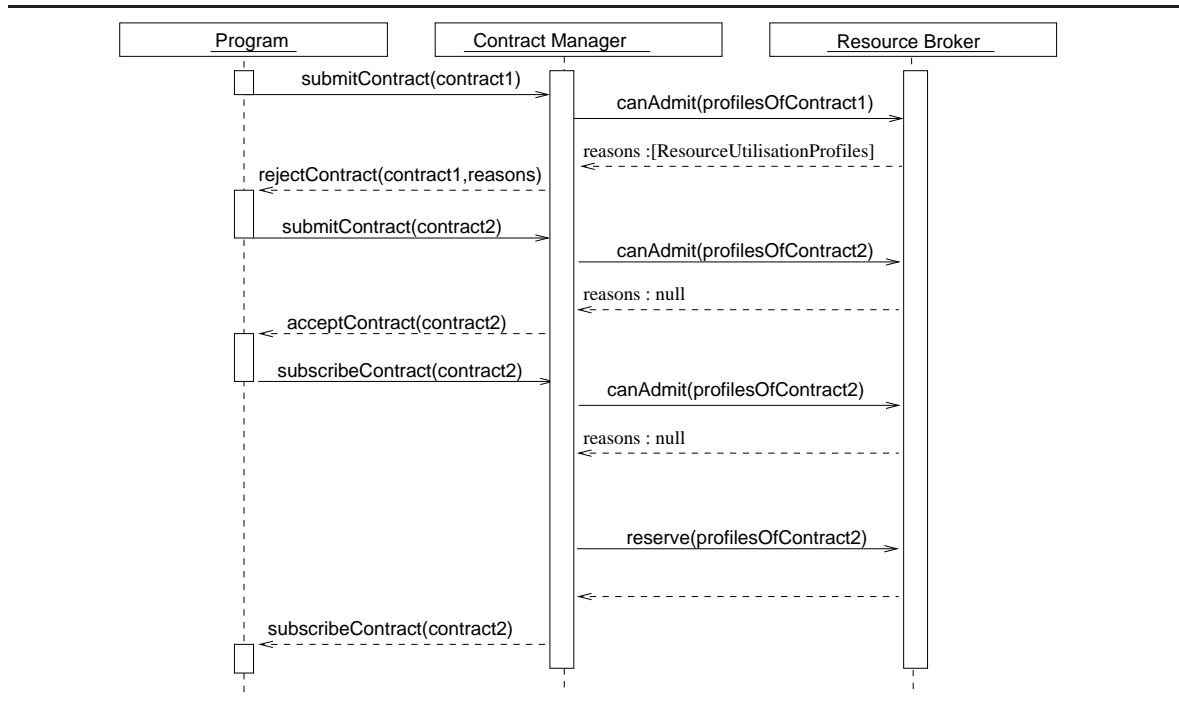 Program
Contract Manager
Resource Broker
submitContract(contract1)
canAdmit(profilesOfContract1)
reasons :[ResourceUtilisationProfiles]
rejectContract(contract1,reasons)
submitContract(contract2)
canAdmit(profilesOfContract2)
reasons : null
acceptContract(contract2)
subscribeContract(contract2)
canAdmit(profilesOfContract2)
reasons : null
reserve(profilesOfContract2)
subscribeContract(contract2)